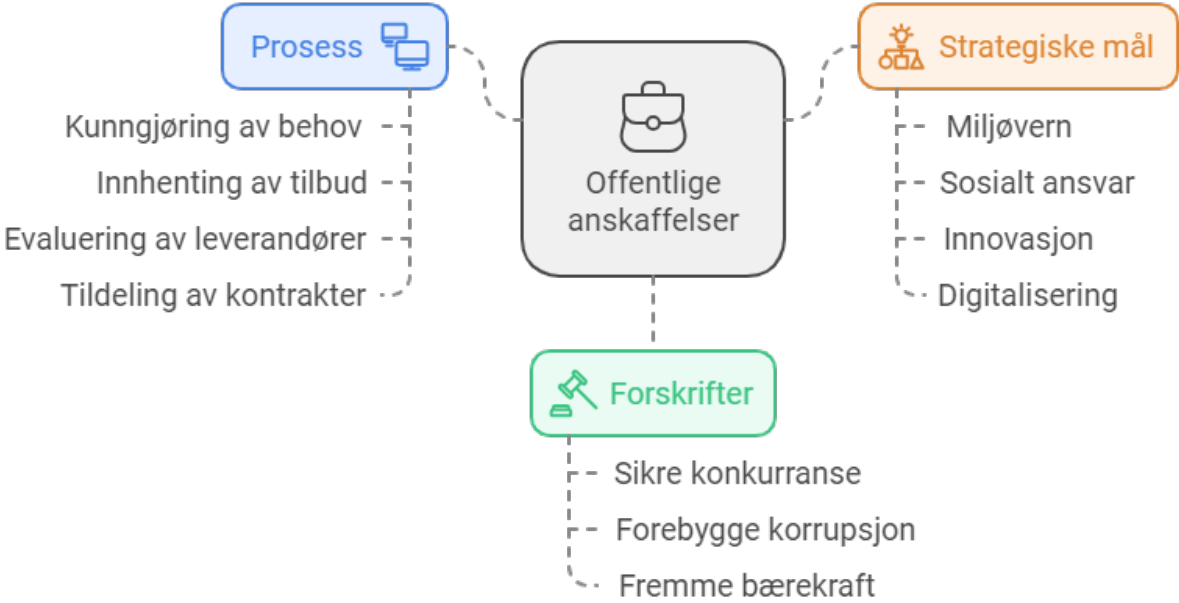 Prosess
Kunngjøring av behov
Innhenting av tilbud
Evaluering av leverandører
Tildeling av kontrakter
Offentlige
anskaffelser
Strategiske mål
Miljøvern
Sosialt ansvar
Innovasjon
Digitalisering
Forskrifter
Sikre konkurranse
Forebygge korrupsjon
Fremme bærekraft